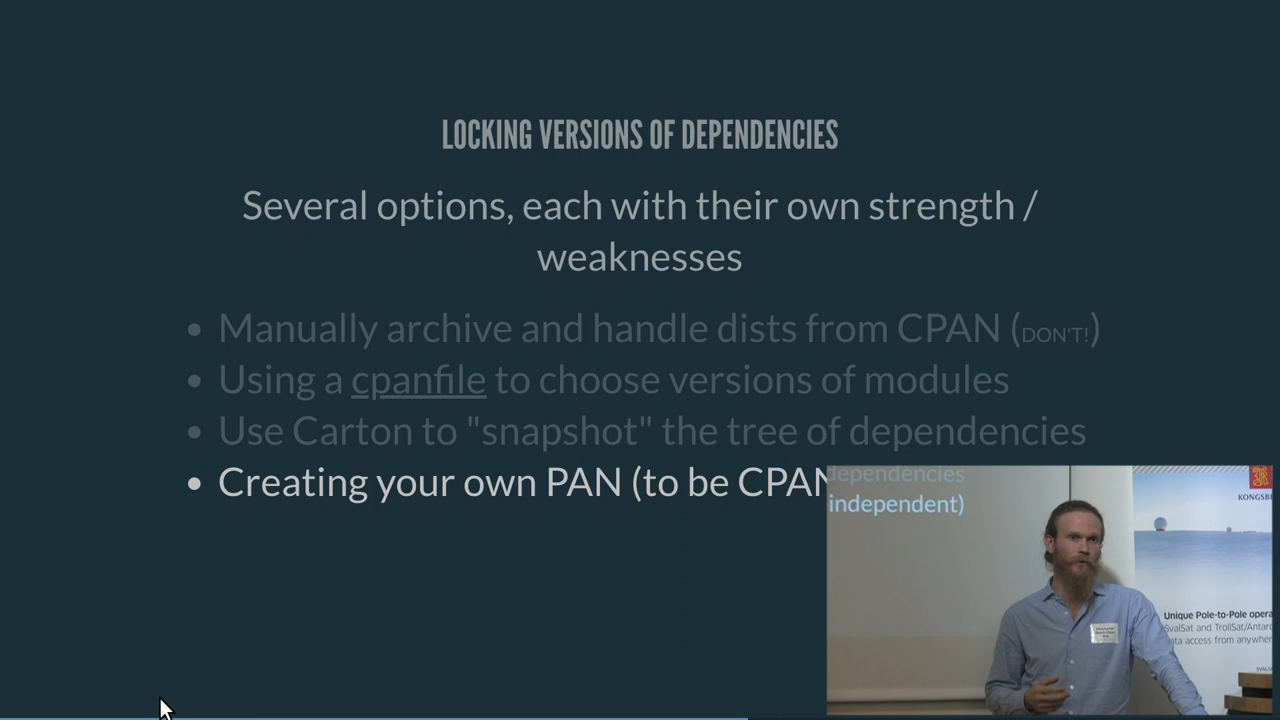 LOCKING VERSIONS OF DEPENDENCIES
Several options, each with their own strength /
weaknesses
• Manually archive and handle dists from CPAN (DON'T!)
• Using a cpanfile to choose versions of modules
• Use Carton to "snapshot" the tree of dependencies
• Creating your own PAN (to be CPAN
dependencies
independent)
KONGSB
Unique Pole-to-Pole opera
SvalSat and TrollSat/Antarc
ata access from anywher